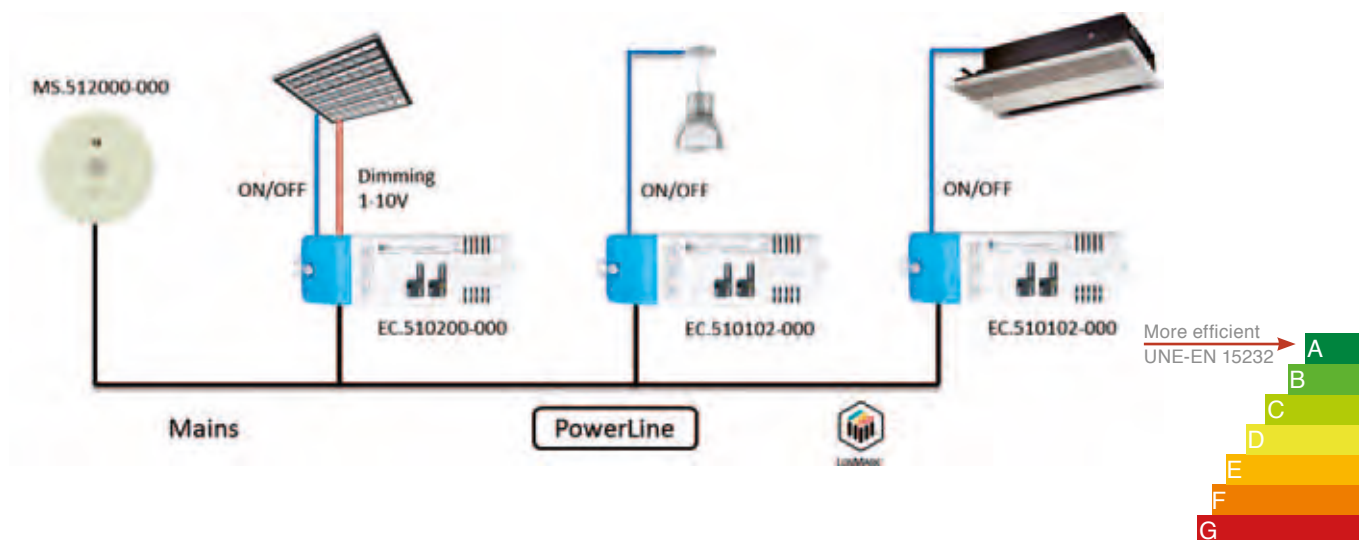 MS.512000-000
ON/OFF
Dimming
1-10V
ON/OFF
ON/OFF
EC.510200-000
EC.510102-000
EC.510102-000
More efficient
UNE-EN 15232
A
B
C
D
E
F
G
Mains
PowerLine
LonMark